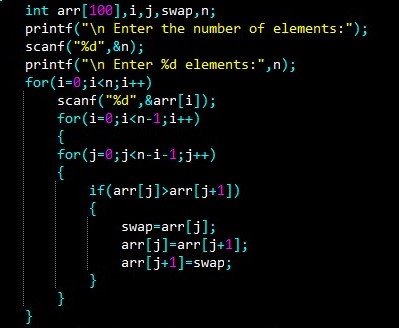 int arr[100],i,j,swap,n;
printf("\n Enter the number of elements:");
scanf("%d",&n);
printf("\n Enter %d elements:",n);
for(i=0;i<n;i++)
scanf("%d",&arr[i]);
for(i=0;i<n-1;i++)
{
for(j=0;j<n-i-1;j++)
{
if(arr[j]>arr[j+1])
{
swap=arr[j];
arr[j]=arr[j+1];
arr[j+1]=swap;
}
}
}